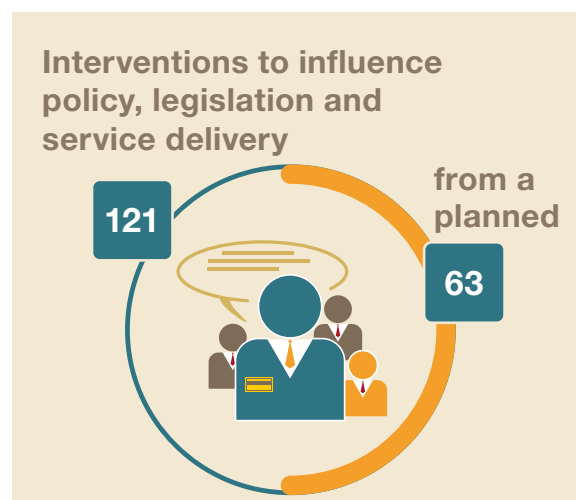 Interventions to influence
policy, legislation and
service delivery
121
from a
planned
63